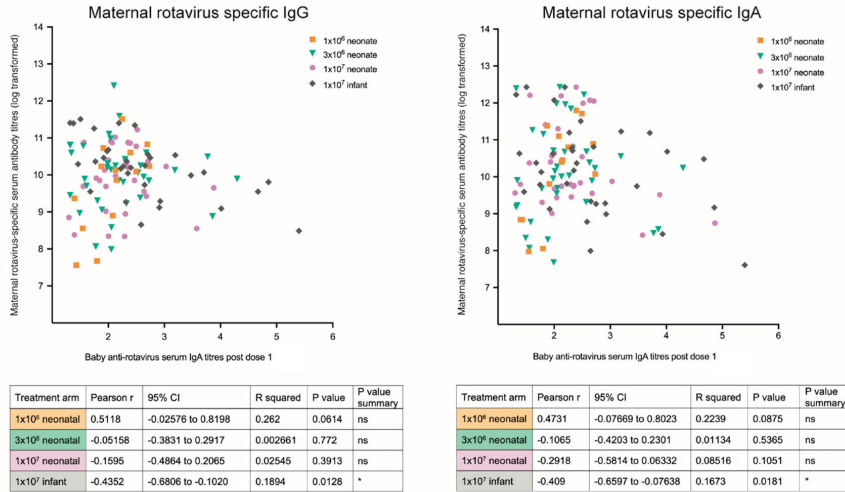 Maternal rotavirus specific IgG
Maternal rotavirus-specific serum antibody titres (log transformed)
14
13
12
11
10
9
8
7
2
3
4
5
6
Baby anti-rotavirus serum IgA titres post dose 1
1x10⁶ neonate
3x10⁶ neonate
1x10⁷ neonate
1x10⁷ infant
Treatment arm Pearson r 95% CI R squared P value P value summary
1x10⁶ neonatal 0.5118 -0.02576 to 0.8198 0.262 0.0614 ns
3x10⁶ neonatal -0.05158 -0.3831 to 0.2917 0.002661 0.772 ns
1x10⁷ neonatal -0.1595 -0.4864 to 0.2065 0.02545 0.3913 ns
1x10⁷ infant -0.4352 -0.6806 to -0.1020 0.1894 0.0128 *
Maternal rotavirus specific IgA
Maternal rotavirus-specific serum antibody titres (log transformed)
14
13
12
11
10
9
8
7
2
3
4
5
6
Baby anti-rotavirus serum IgA titres post dose 1
1x10⁶ neonate
3x10⁶ neonate
1x10⁷ neonate
1x10⁷ infant
Treatment arm Pearson r 95% CI R squared P value P value summary
1x10⁶ neonatal 0.4731 -0.07669 to 0.8023 0.2239 0.0875 ns
3x10⁶ neonatal -0.1065 -0.4203 to 0.2301 0.01134 0.5365 ns
1x10⁷ neonatal -0.2918 -0.5814 to 0.06332 0.08516 0.1051 ns
1x10⁷ infant -0.409 -0.6597 to -0.07638 0.1673 0.0181 *